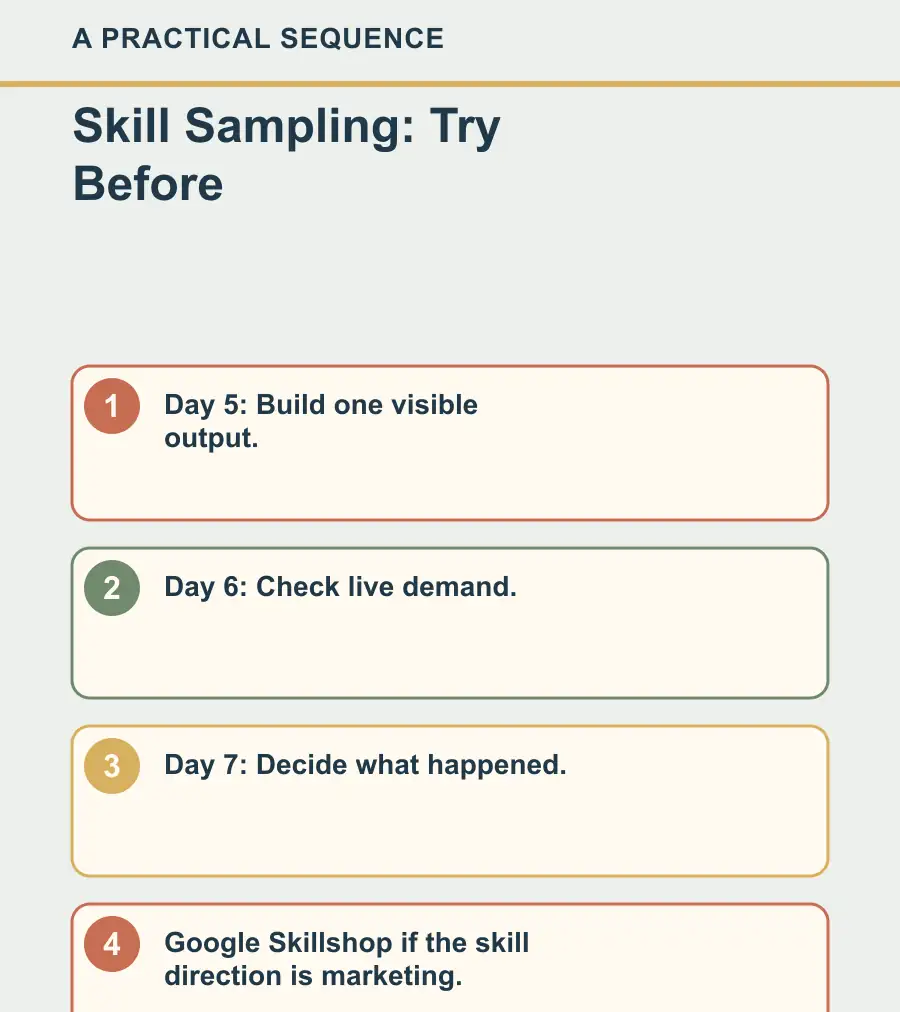 A PRACTICAL SEQUENCE
Skill Sampling: Try
Before
1
Day 5: Build one visible
output.
2
Day 6: Check live demand.
3
Day 7: Decide what happened.
4
Google Skillshop if the skill
direction is marketing.